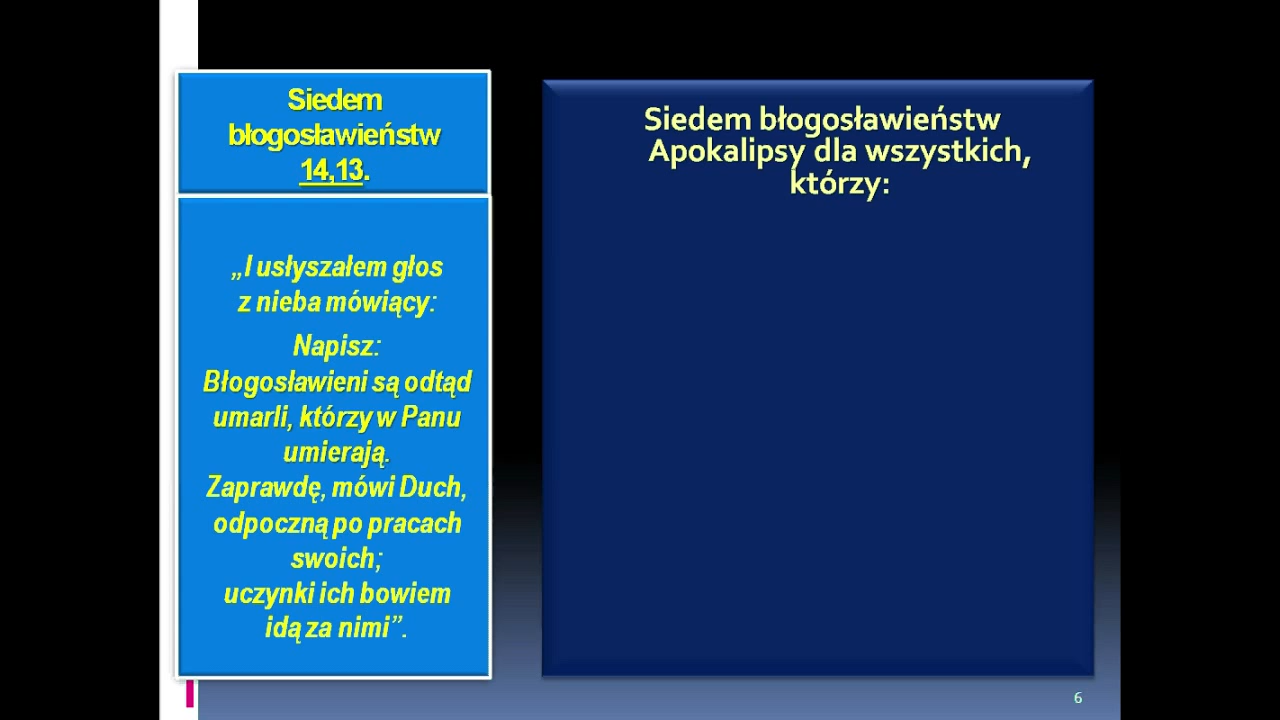 Siedem
błogosławieństw
14,13.
„I usłyszałem głos
z nieba mówiący:
Napisz:
Błogosławieni są odtąd
umarli, którzy w Panu
umierają.
Zaprawdę, mówi Duch,
odpoczną po pracach
swoich;
uczynki ich bowiem
idą za nimi”.
Siedem błogosławieństw
Apokalipsy dla wszystkich,
którzy:
6